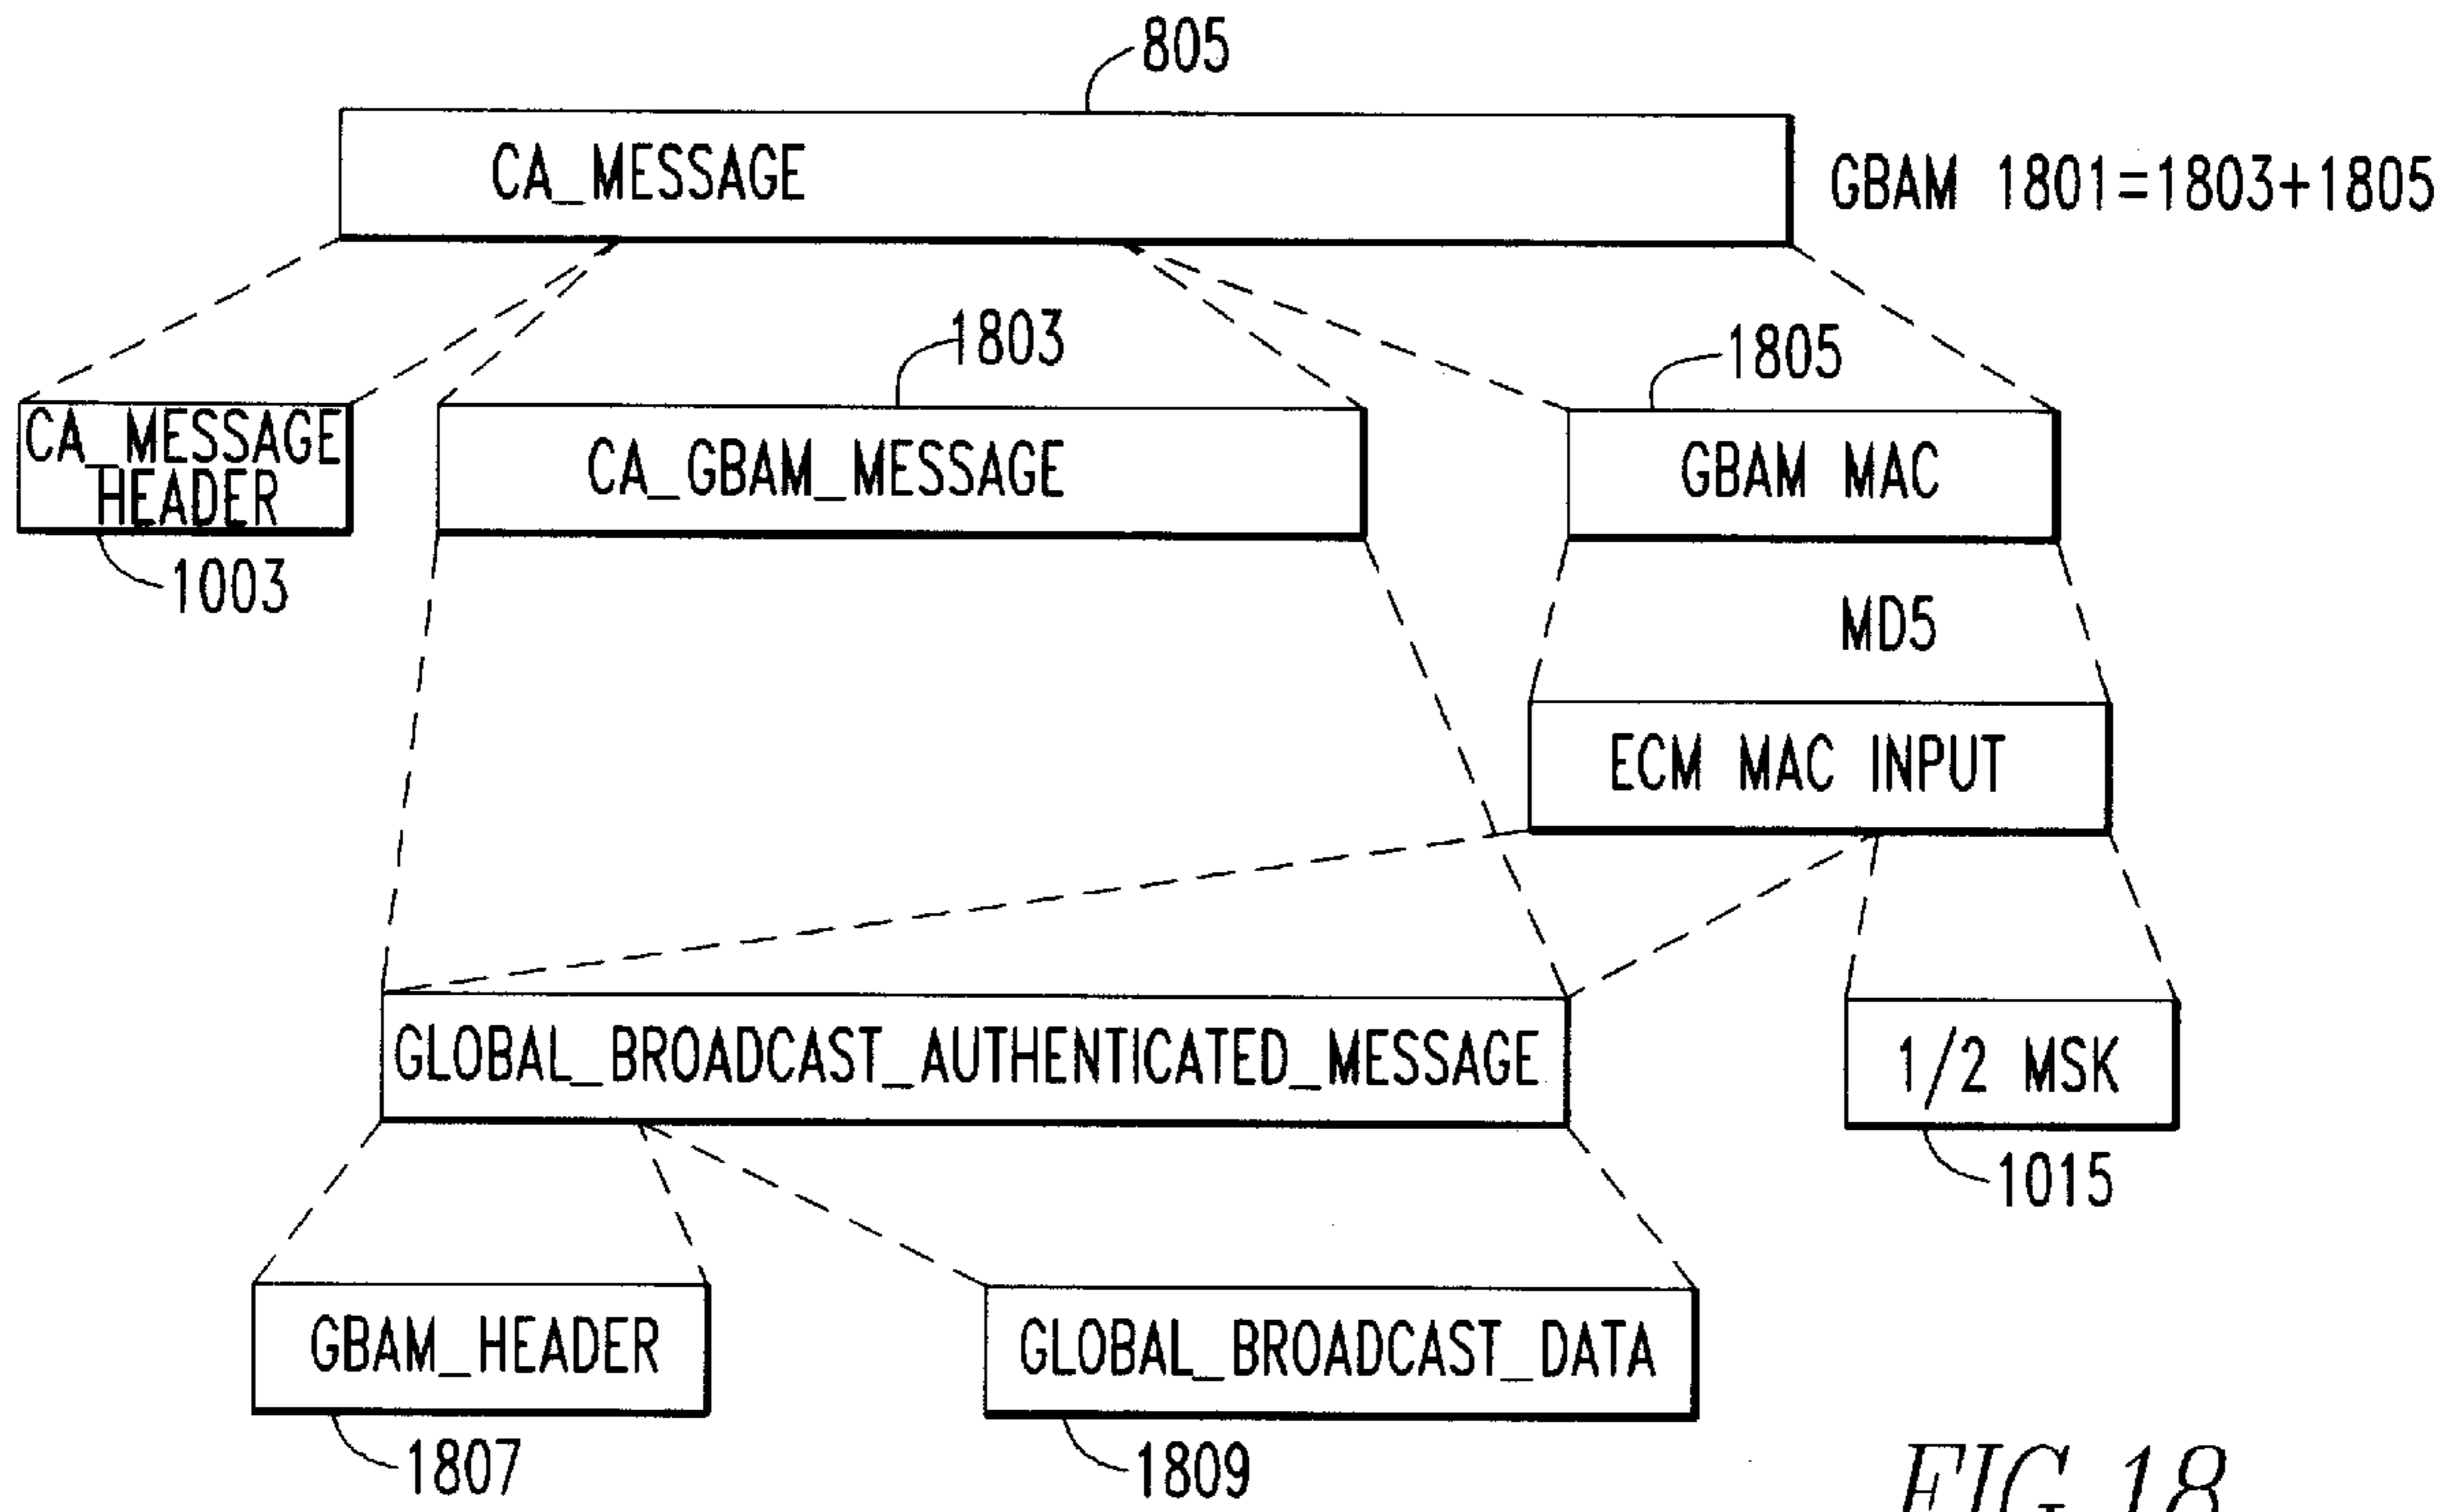 805
CA_MESSAGE
GBAM 1801=1803+1805
1803
1805
CA_MESSAGE
HEADER
CA_GBAM_MESSAGE
GBAM MAC
1003
MD5
ECM MAC INPUT
GLOBAL_BROADCAST_AUTHENTICATED_MESSAGE
1/2 MSK
1015
GBAM_HEADER
GLOBAL_BROADCAST_DATA
1807
1809
FIG. 18